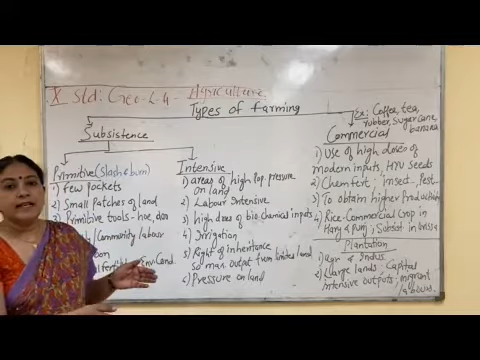 X Std: Geo-L-4- Agriculture
Types of farming
Ex: Coffee, tea,
rubber, sugarcane,
banana
Subsistence
Commercial
Primitive (Slash & burn)
1) Few pockets
2) Small Patches of land
3) Primitive tools - hoe, dao
/Community labour
Intensive
1) areas of high pop. pressure
on land
2) Labour Intensive
3) high dose of bio chemical inputs
4) Irrigation
5) Right of inheritance
so max. output from limited land
6) Pressure on land
1) Use of high doses of
modern inputs, HYV Seeds
2) Chem fert; insect., Pest..
3) To obtain higher Production
4) Rice-Commercial Crop in
Hary & Punj; Subsist in Orissa
Plantation
1) agr & Indus.
2) Large lands, Capital
intensive outputs, migrant
labours.